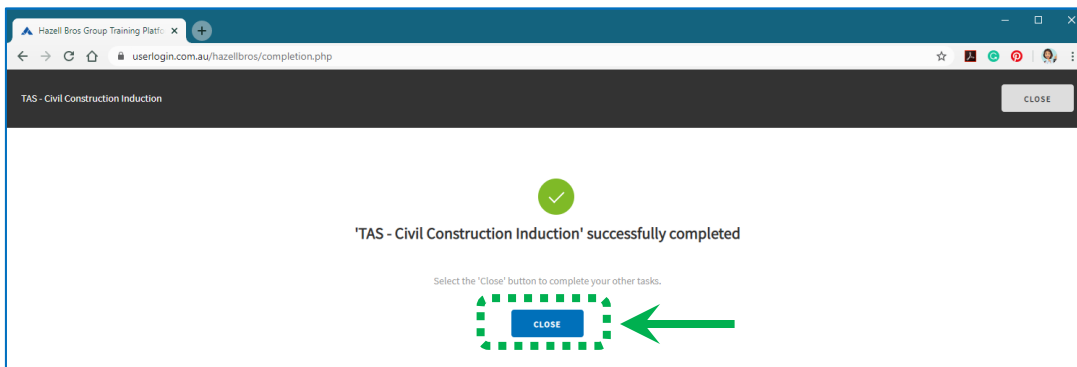 Hazell Bros Group Training Platfo
userlogin.com.au/hazellbros/completion.php
TAS - Civil Construction Induction
CLOSE
'TAS - Civil Construction Induction' successfully completed
Select the 'Close' button to complete your other tasks.
CLOSE